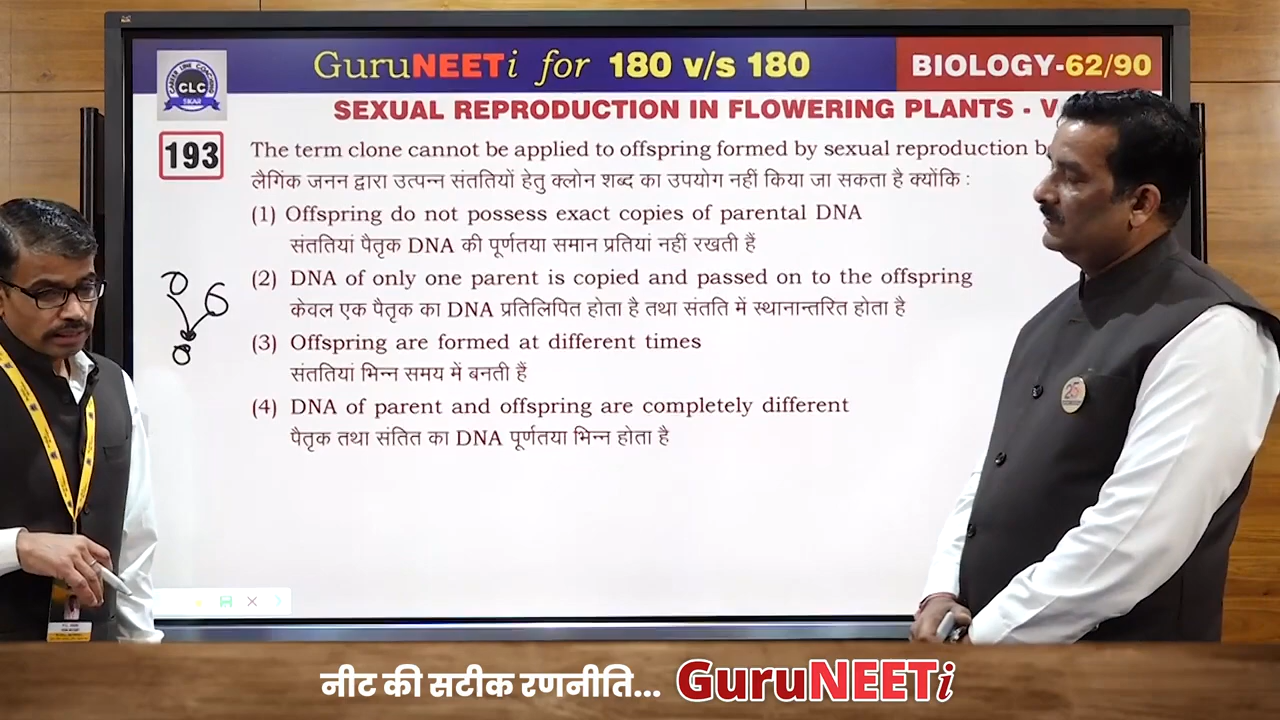 CAREER LINE COACHING
CLC
SIKAR
GuruNEETi for 180 v/s 180
BIOLOGY-62/90
SEXUAL REPRODUCTION IN FLOWERING PLANTS - V
193
The term clone cannot be applied to offspring formed by sexual reproduction b
लैगिंक जनन द्वारा उत्पन्न संततियों हेतु क्लोन शब्द का उपयोग नहीं किया जा सकता है क्योंकि :
(1) Offspring do not possess exact copies of parental DNA
संततियां पैतृक DNA की पूर्णतया समान प्रतियां नहीं रखती हैं
(2) DNA of only one parent is copied and passed on to the offspring
केवल एक पैतृक का DNA प्रतिलिपित होता है तथा संतति में स्थानान्तरित होता है
(3) Offspring are formed at different times
संततियां भिन्न समय में बनती हैं
(4) DNA of parent and offspring are completely different
पैतृक तथा संतित का DNA पूर्णतया भिन्न होता है
25
नीट की सटीक रणनीति... GuruNEETi